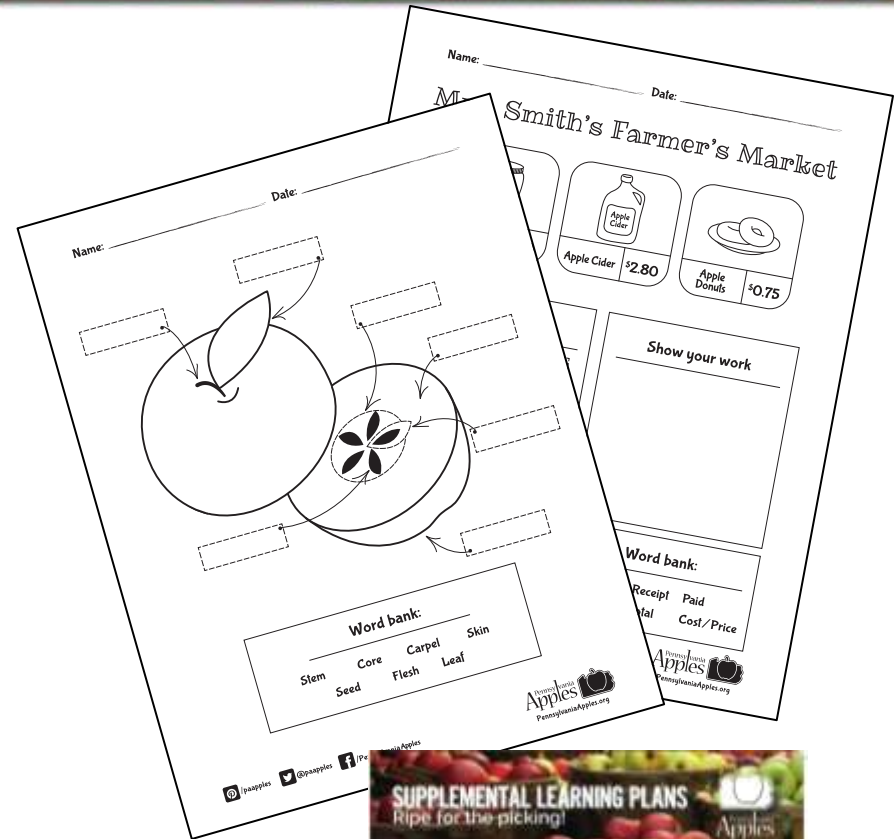 Name:
Date:
Smith's Farmer's Market
Apple
Cider
Apple Cider
$2.80
Apple
Donuts
$0.75
Show your work
Word bank:
Receipt Paid
Cost/Price
Pennsylvania
Apples
PennsylvaniaApples.org
Name:
Date:
Word bank:
Stem Core Carpel Skin
Seed Flesh Leaf
Pennsylvania
Apples
PennsylvaniaApples.org
/paapples @paapples
SUPPLEMENTAL LEARNING PLANS
Ripe for the picking!
Apples